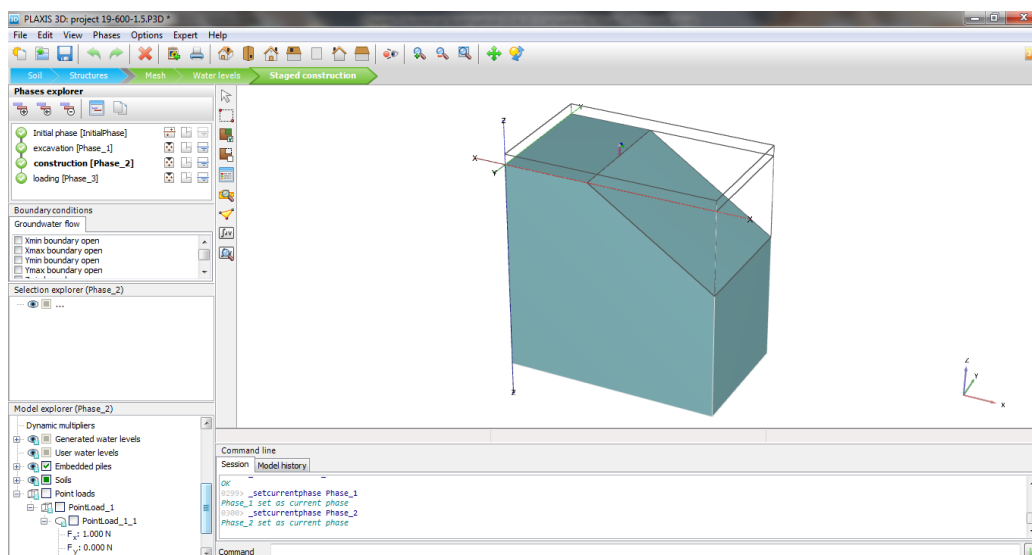 PLAXIS 3D: project 19-600-1.5.P3D *
File Edit View Phases Options Expert Help
Soil Structures Mesh Water levels Staged construction
Phases explorer
Initial phase [InitialPhase]
excavation [Phase_1]
construction [Phase_2]
loading [Phase_3]
Boundary conditions
Groundwater flow
Xmin boundary open
Xmax boundary open
Ymin boundary open
Ymax boundary open
Selection explorer (Phase_2)
...
Model explorer (Phase_2)
Dynamic multipliers
Generated water levels
User water levels
Embedded piles
Soils
Point loads
PointLoad_1
PointLoad_1_1
Fx: 1.000 N
Fy: 0.000 N
z
y
X
Y
X
z
z
Y
x
Command line
Session Model history
OK
0299> _setcurrentphase Phase_1
Phase_1 set as current phase
0300> _setcurrentphase Phase_2
Phase_2 set as current phase
Command